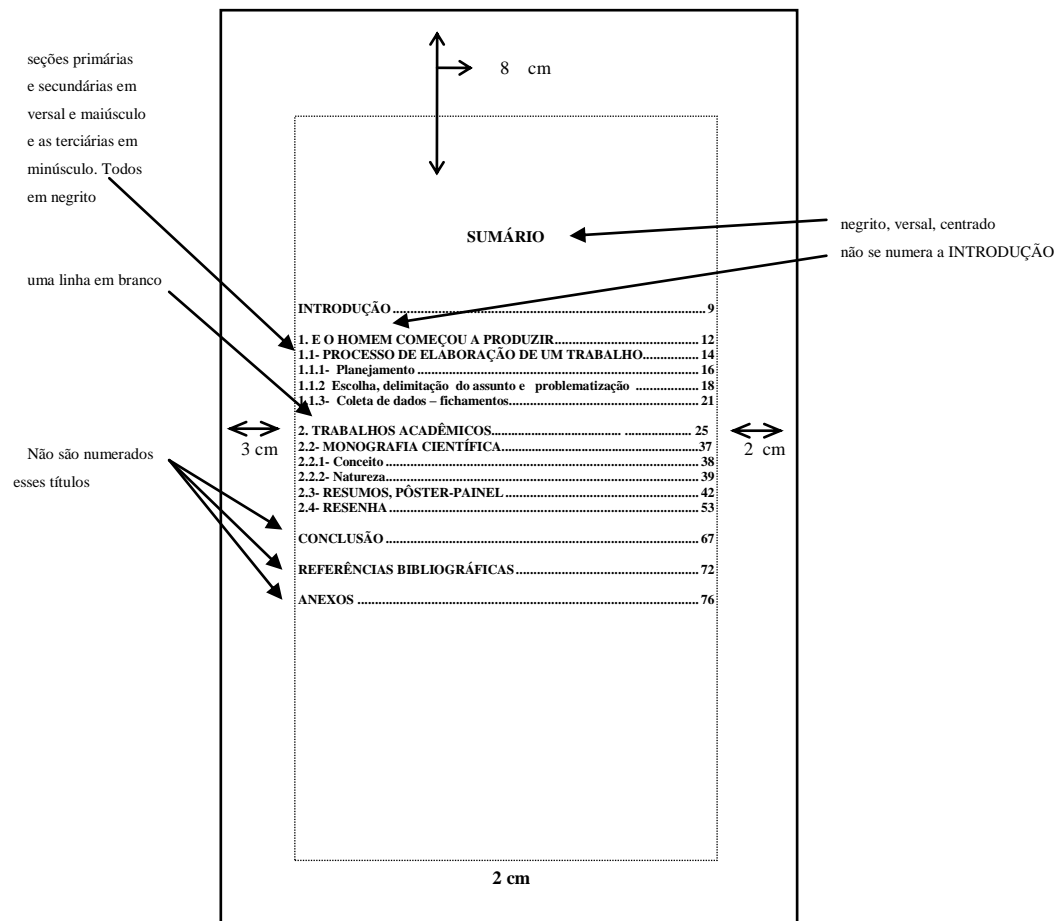 8 cm
seções primárias
e secundárias em
versal e maiúsculo
e as terciárias em
minúsculo. Todos
em negrito
negrito, versal, centrado
SUMÁRIO
não se numera a INTRODUÇÃO
uma linha em branco
INTRODUÇÃO........................................................................................9
1. E O HOMEM COMEÇOU A PRODUZIR......................................... 12
1.1- PROCESSO DE ELABORAÇÃO DE UM TRABALHO................ 14
1.1.1- Planejamento .................................................................................. 16
1.1.2 Escolha, delimitação do assunto e problematização .................. 18
1.1.3- Coleta de dados – fichamentos....................................................... 21
2. TRABALHOS ACADÊMICOS..................................... ................... 25
2.2- MONOGRAFIA CIENTÍFICA...........................................................37
2.2.1- Conceito ........................................................................................... 38
2.2.2- Natureza........................................................................................... 39
2.3- RESUMOS, PÔSTER-PAINEL ......................................................... 42
2.4- RESENHA ........................................................................................... 53
3 cm
2 cm
Não são numerados
esses títulos
CONCLUSÃO ............................................................................................ 67
REFERÊNCIAS BIBLIOGRÁFICAS ..................................................... 72
ANEXOS .................................................................................................... 76
2 cm